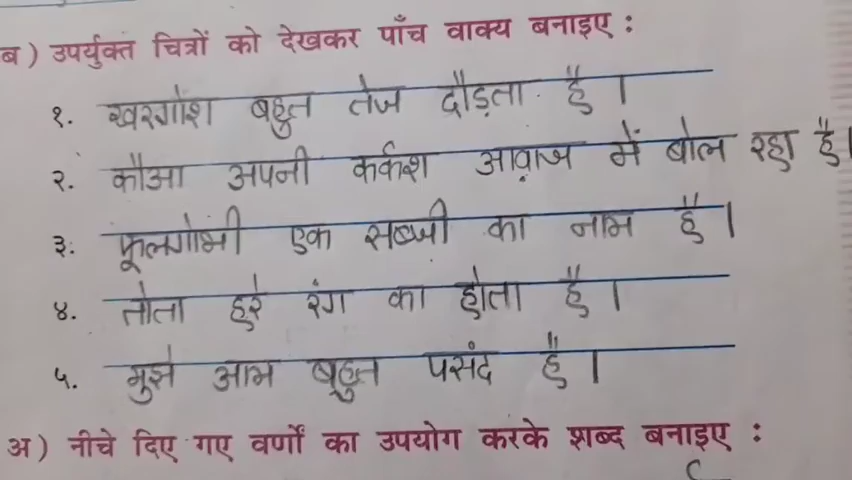 ब) उपर्युक्त चित्रों को देखकर पाँच वाक्य बनाइए :
१. खरगोश बहुत तेज दौड़ता है।
२. कौआ अपनी कर्कश आवाज़ में बोल रहा है।
३. फूलगोभी एक सब्जी का नाम है।
४. तोता हरे रंग का होता है।
५. मुझे आम बहुत पसंद है।
अ) नीचे दिए गए वर्णों का उपयोग करके शब्द बनाइए :